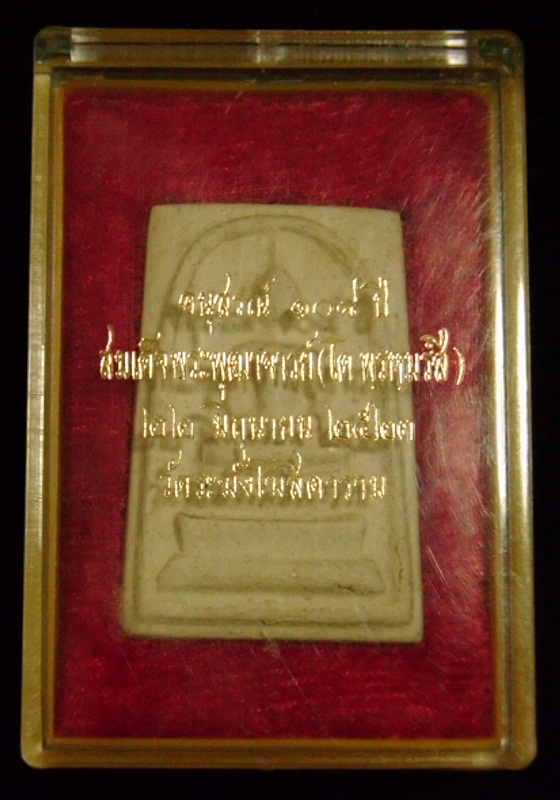 อนุสรณ์ ๑๐๘ ปี
สมเด็จพระพุฒาจารย์(โต พฺรหฺมรํสี)
๒๒ มิถุนายน ๒๕๒๓
วัดระฆังโฆสิตาราม